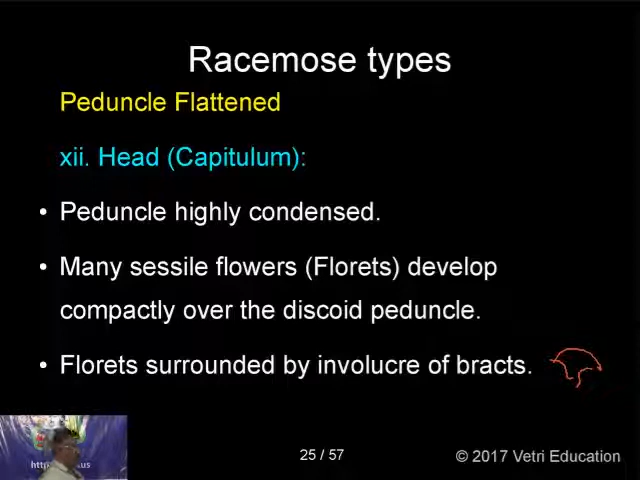 Racemose types
Peduncle Flattened
xii. Head (Capitulum):
• Peduncle highly condensed.
• Many sessile flowers (Florets) develop
compactly over the discoid peduncle.
• Florets surrounded by involucre of bracts.
25 / 57
© 2017 Vetri Education